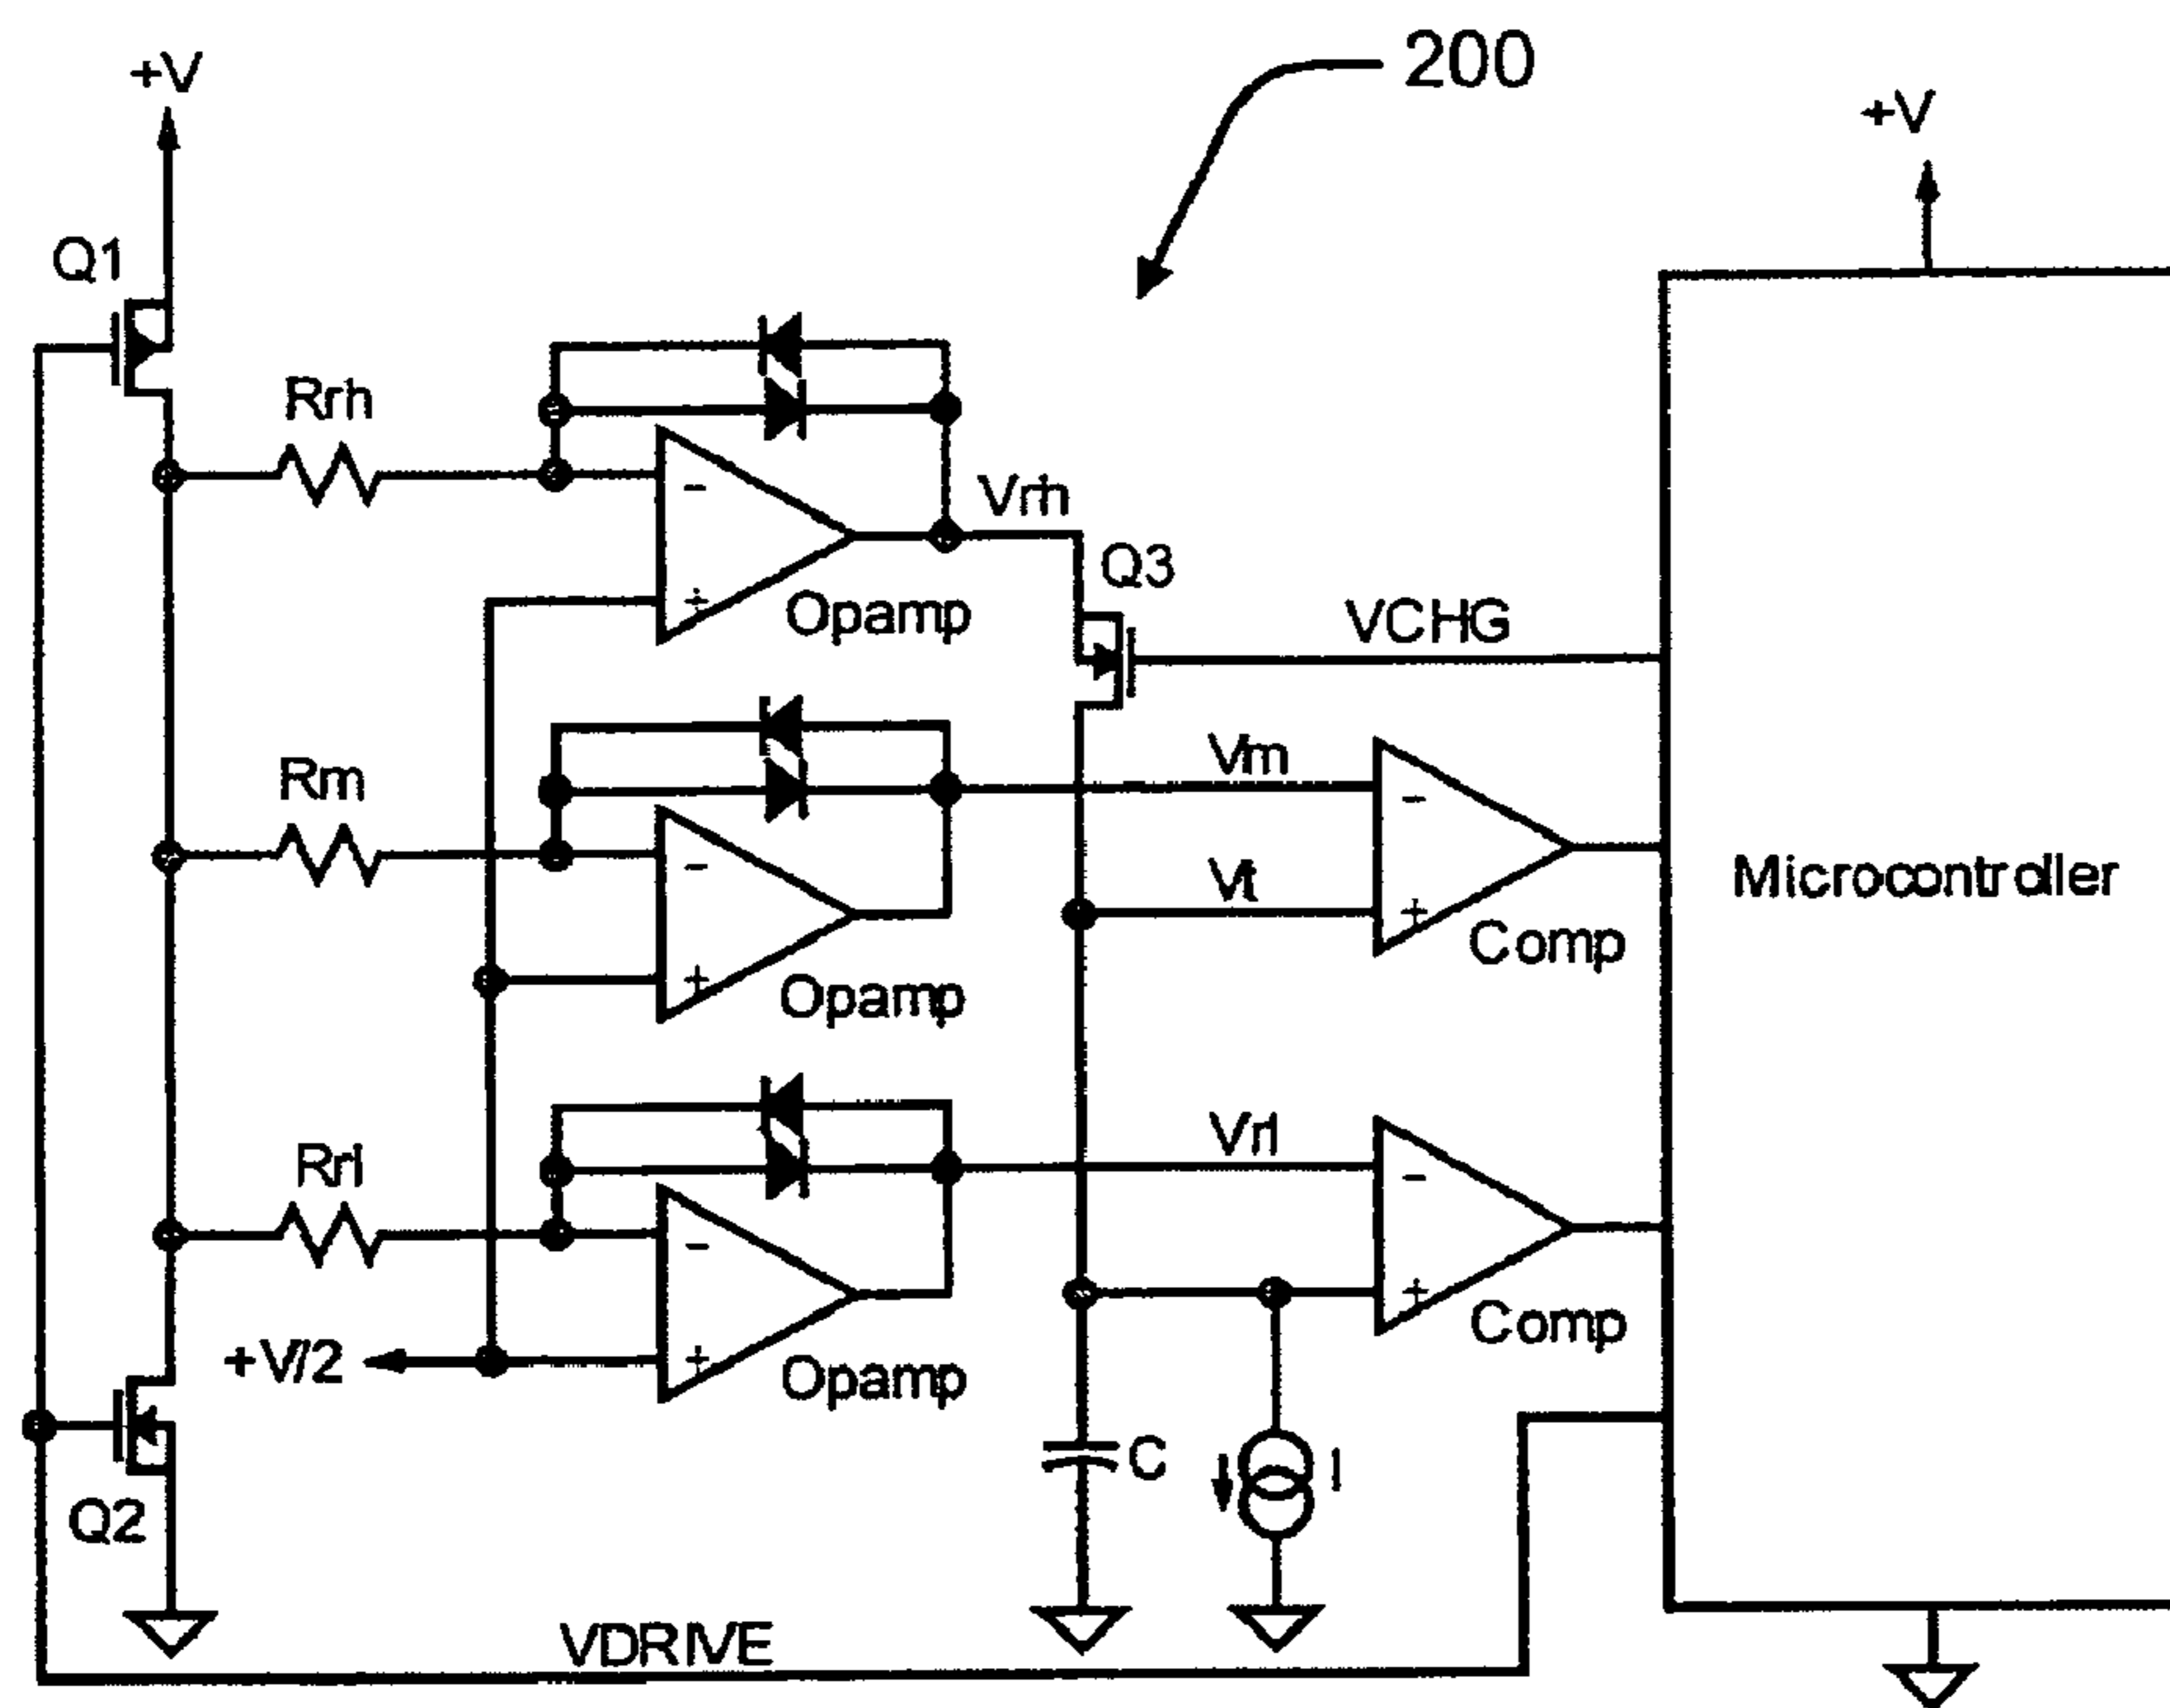 200
+V
+V
Q1
Rrh
-
+
Opamp
Vrh
Q3
VCHG
Rm
-
+
Opamp
Vm
Vt
-
+
Comp
Microcontroller
Rrl
-
+
Opamp
+V/2
Vrl
-
+
Comp
Q2
C
I
VDRIVE